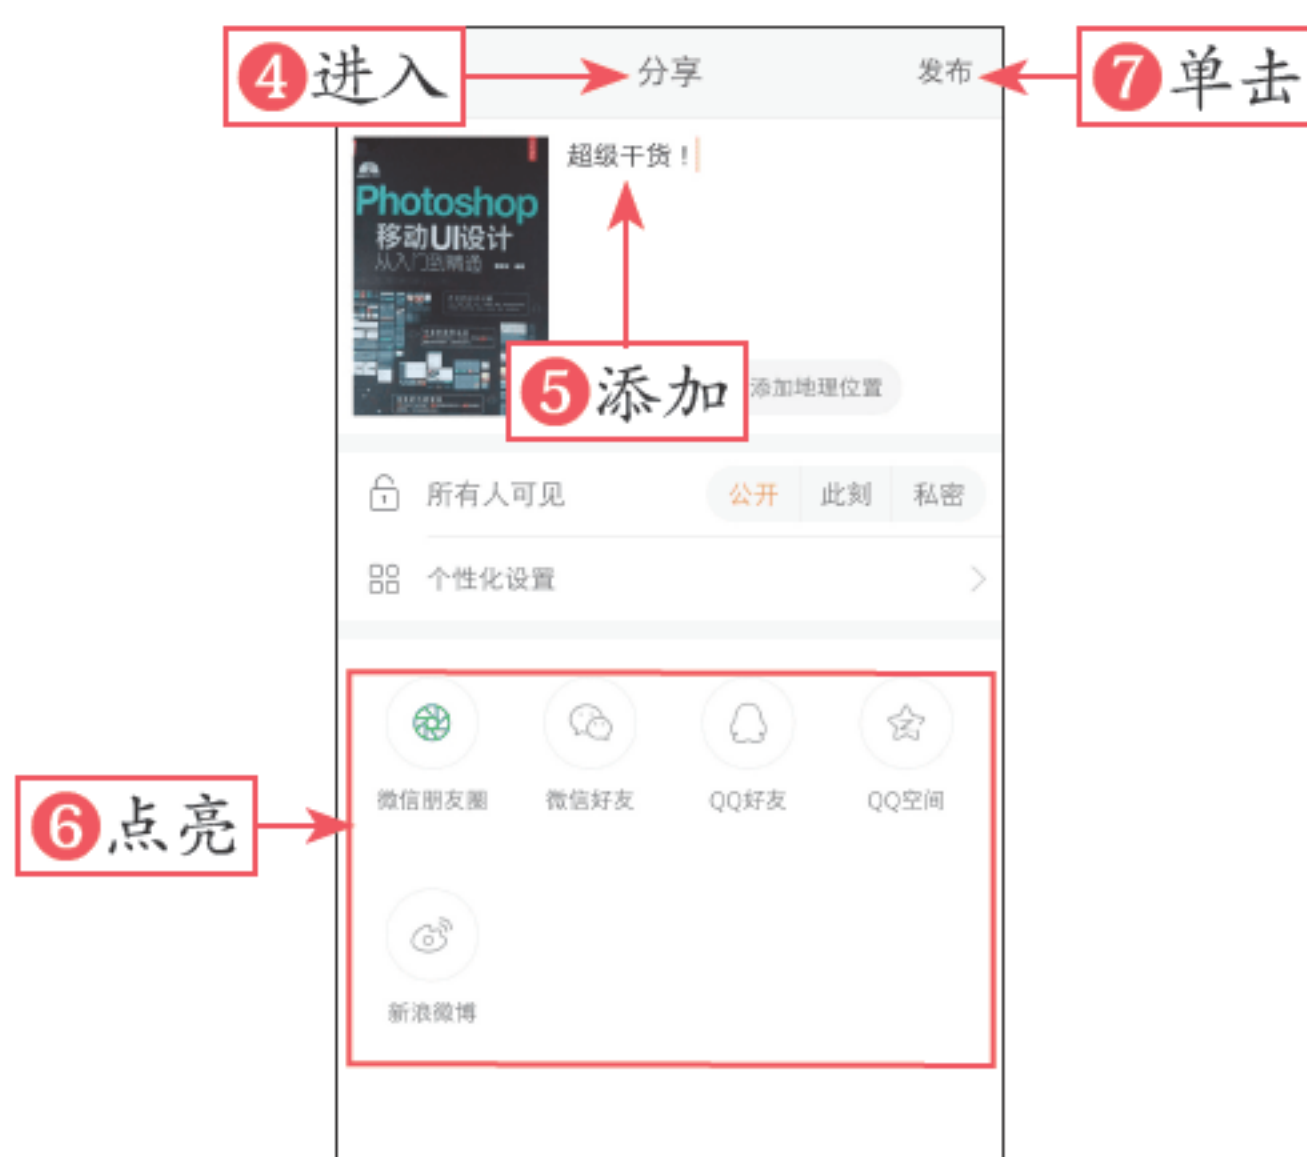 4 进入
分享
发布
7 单击
超级干货！
Photoshop
移动UI设计
从入门到精通
5 添加
添加地理位置
所有人可见
公开 此刻 私密
个性化设置
6 点亮
微信朋友圈 微信好友 QQ好友 QQ空间
新浪微博